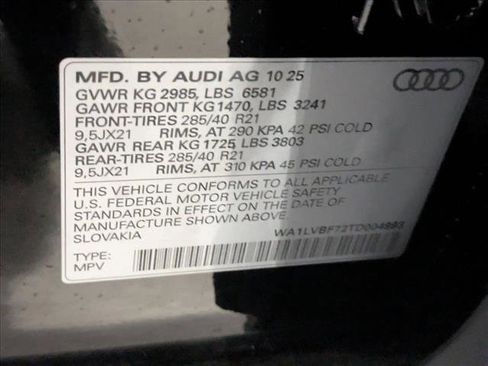 MFD. BY AUDI AG 10 25
GVWR KG 2985, LBS 6581
GAWR FRONT KG1470, LBS 3241
FRONT-TIRES 285/40 R21
9,5JX21 RIMS, AT 290 KPA 42 PSI COLD
GAWR REAR KG 1725 LBS 3803
REAR-TIRES 285/40 R21
9,5JX21 RIMS, AT 310 KPA 45 PSI COLD
THIS VEHICLE CONFORMS TO ALL APPLICABLE
U.S. FEDERAL MOTOR VEHICLE SAFETY
STANDARDS IN EFFECT ON THE DATE OF
MANUFACTURE SHOWN ABOVE.
SLOVAKIA
WA1LVBF72TD004993
TYPE:
MPV